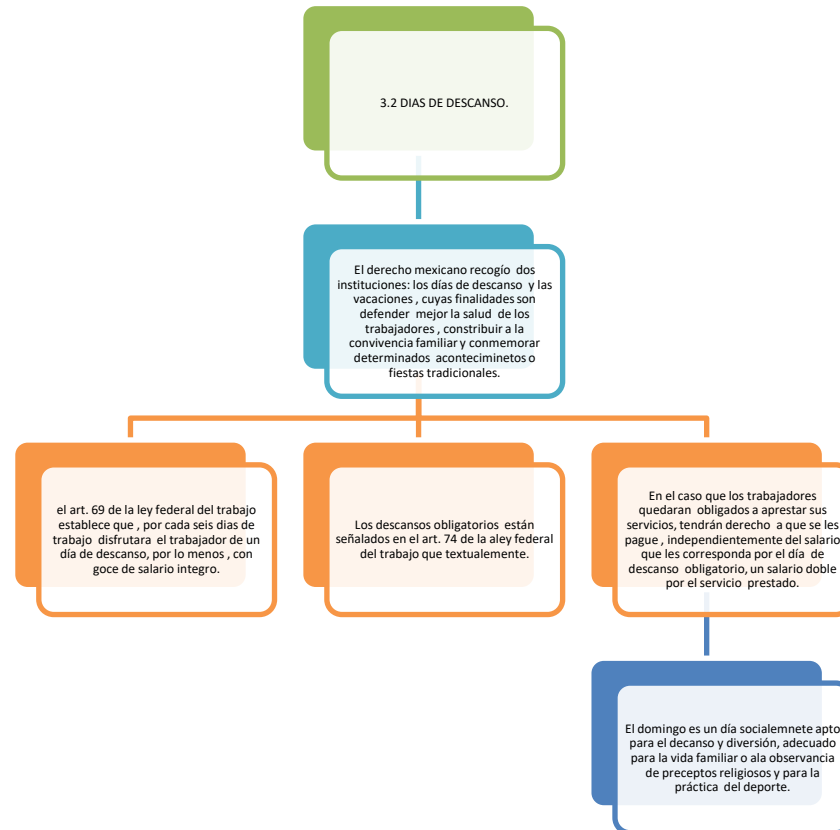 3.2 DIAS DE DESCANSO.
El derecho mexicano recogío dos
instituciones: los días de descanso y las
vacaciones , cuyas finalidades son
defender mejor la salud de los
trabajadores , constribuir a la
convivencia familiar y conmemorar
determinados aconteciminetos o
fiestas tradicionales.
el art. 69 de la ley federal del trabajo
establece que , por cada seis dias de
trabajo disfrutara el trabajador de un
día de descanso, por lo menos , con
goce de salario integro.
Los descansos obligatorios están
señalados en el art. 74 de la aley federal
del trabajo que textualemente.
En el caso que los trabajadores
quedaran obligados a aprestar sus
servicios, tendrán derecho a que se les
pague , independientemente del salario
que les corresponda por el día de
descanso obligatorio, un salario doble
por el servicio prestado.
El domingo es un día socialemnete apto
para el decanso y diversión, adecuado
para la vida familiar o ala observancia
de preceptos religiosos y para la
práctica del deporte.